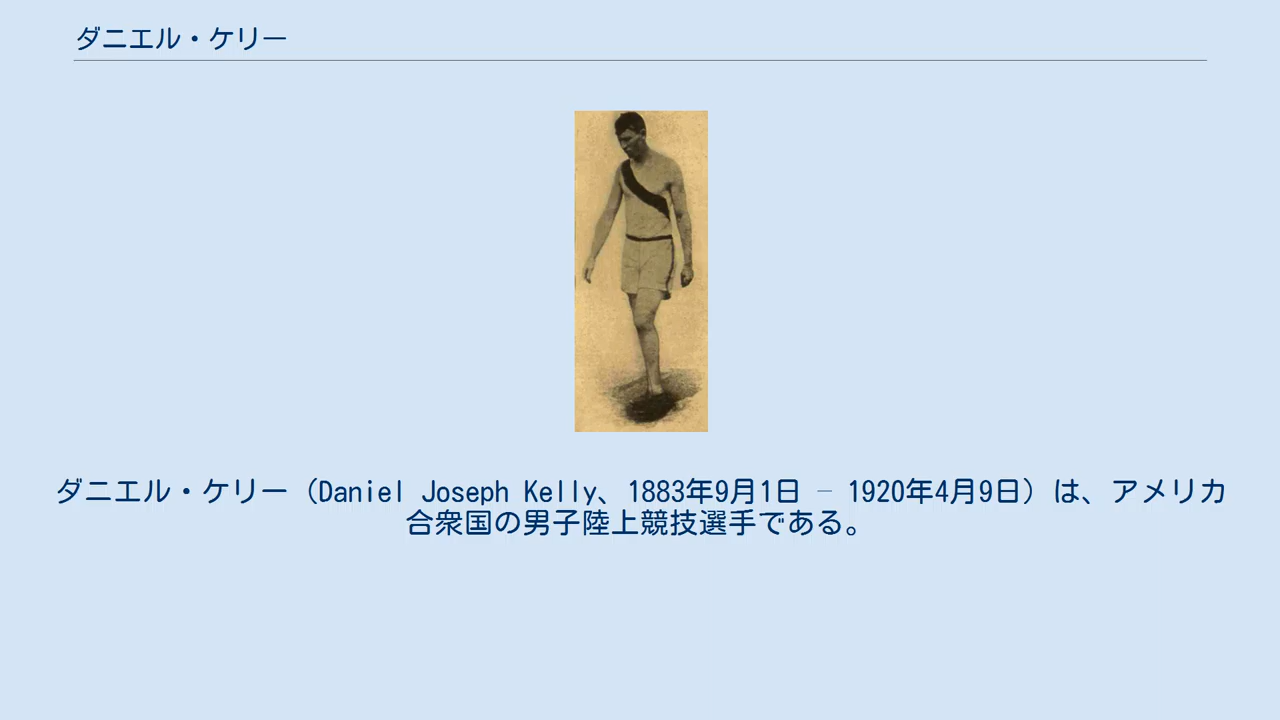 ダニエル・ケリー
ダニエル・ケリー（Daniel Joseph Kelly、1883年9月1日 – 1920年4月9日）は、アメリカ
合衆国の男子陸上競技選手である。